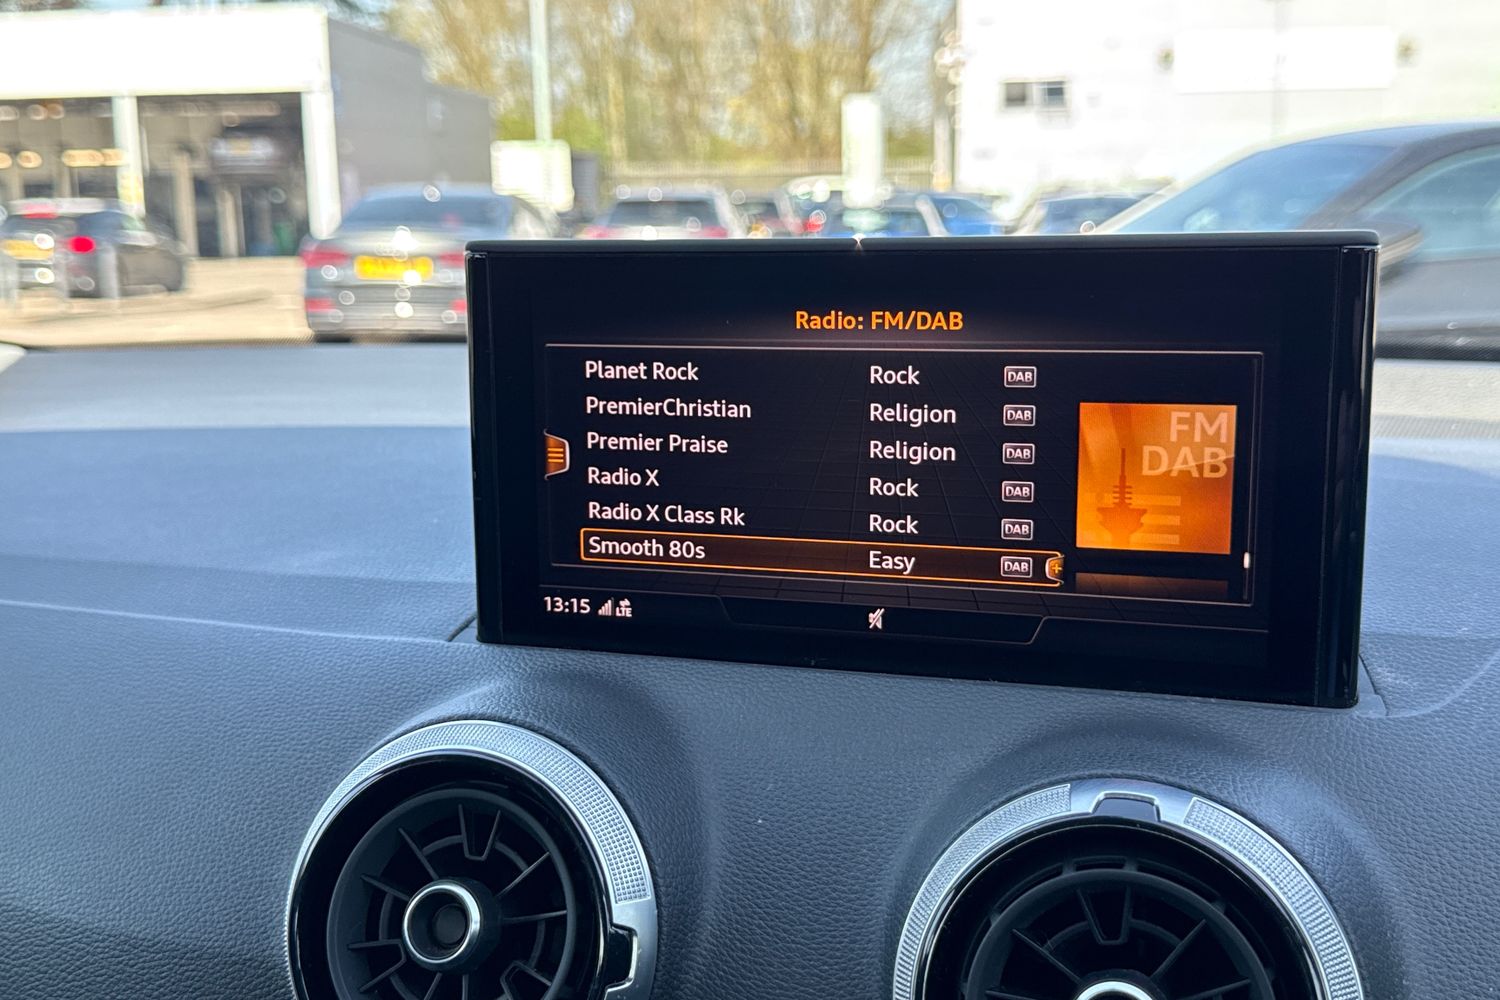 Radio: FM/DAB
Planet Rock Rock DAB
PremierChristian Religion DAB
Premier Praise Religion DAB
Radio X Rock DAB
Radio X Class Rk Rock DAB
Smooth 80s Easy DAB
FM
DAB
13:15 LTE